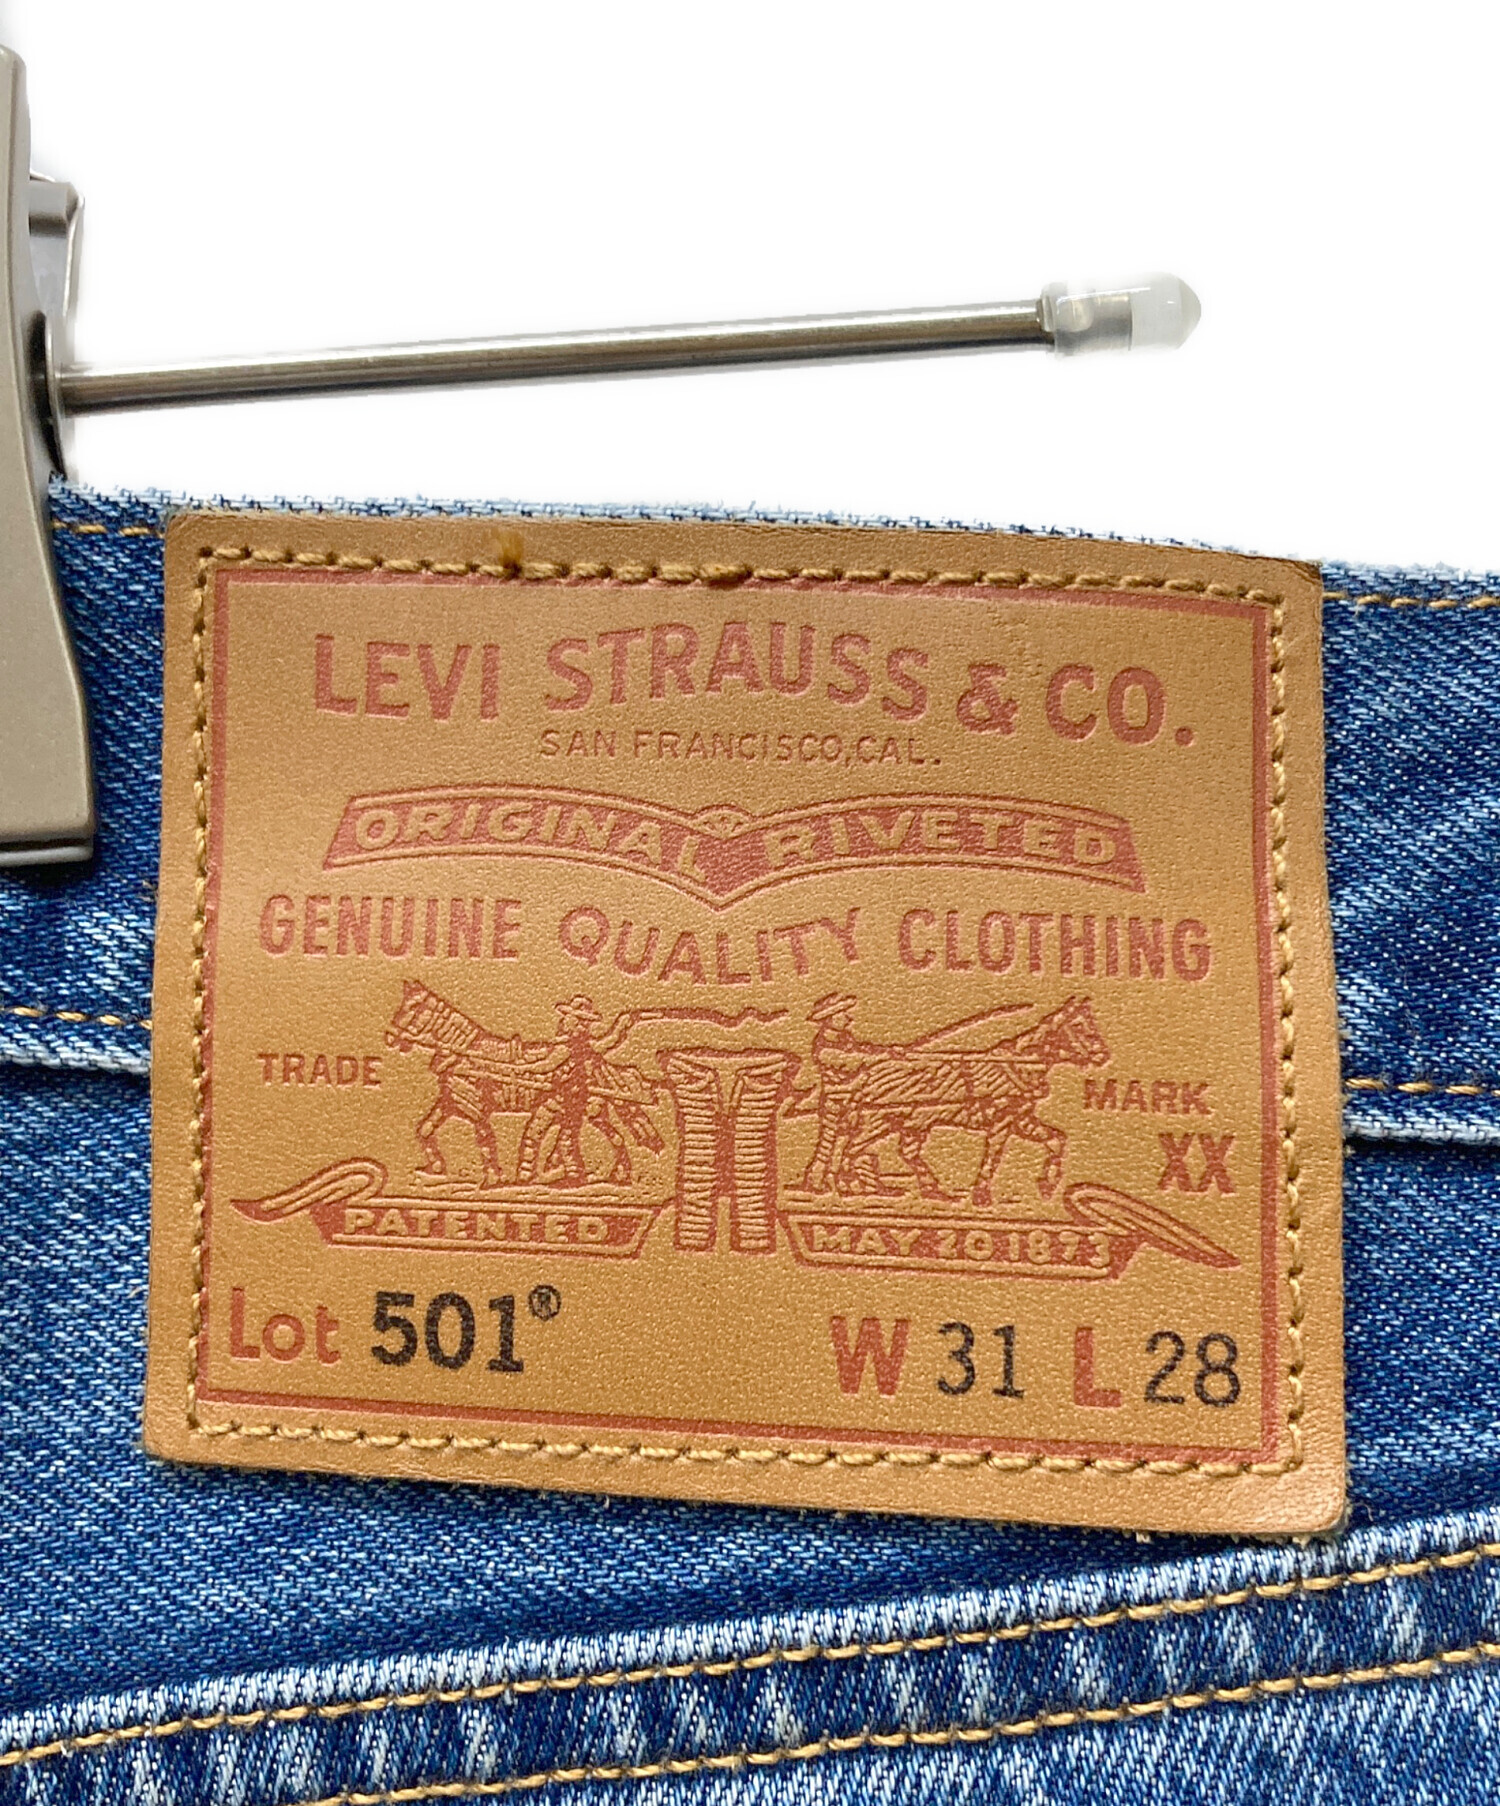 LEVI STRAUSS & CO.
SAN FRANCISCO, CAL.
ORIGINAL RIVETED
GENUINE QUALITY CLOTHING
TRADE MARK
XX
PATENTED MAY 20 1873
Lot 501® W 31 L 28